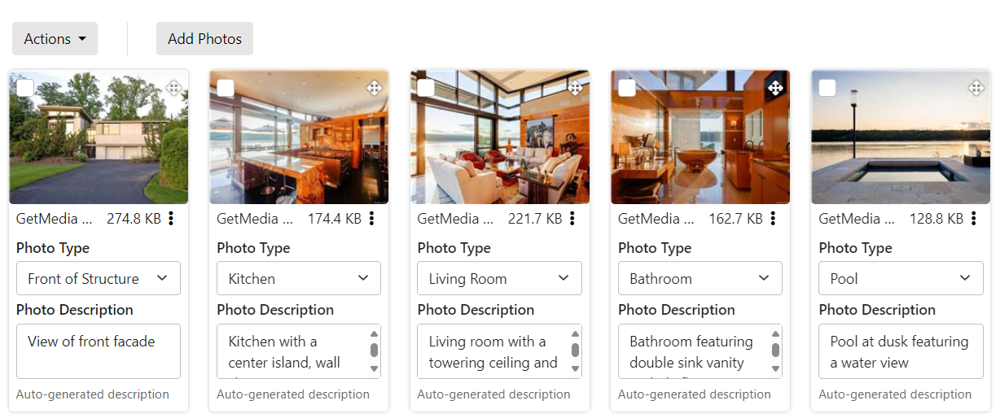 Actions
Add Photos
GetMedia ... 274.8 KB
Photo Type
Front of Structure
Photo Description
View of front facade
Auto-generated description
GetMedia ... 174.4 KB
Photo Type
Kitchen
Photo Description
Kitchen with a
center island, wall
Auto-generated description
GetMedia ... 221.7 KB
Photo Type
Living Room
Photo Description
Living room with a
towering ceiling and
Auto-generated description
GetMedia ... 162.7 KB
Photo Type
Bathroom
Photo Description
Bathroom featuring
double sink vanity
Auto-generated description
GetMedia ... 128.8 KB
Photo Type
Pool
Photo Description
Pool at dusk featuring
a water view
Auto-generated description